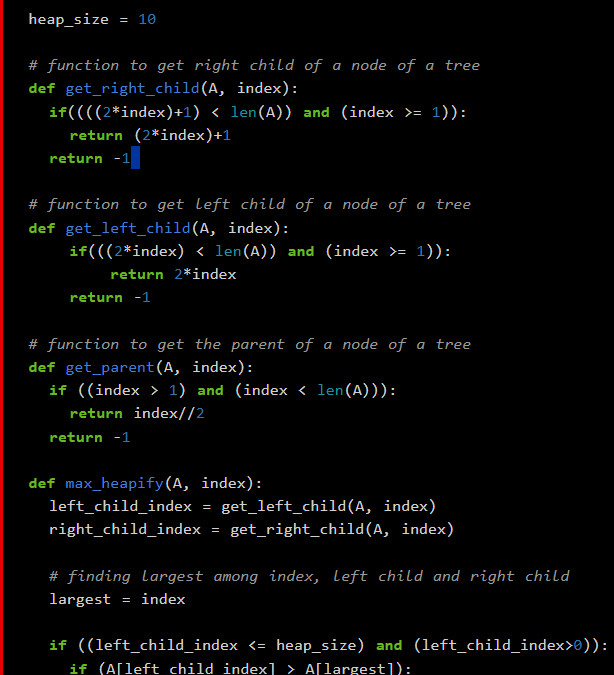 heap_size = 10
# function to get right child of a node of a tree
def get_right_child(A, index):
if((((2*index)+1) < len(A)) and (index >= 1)):
return (2*index)+1
return -1
# function to get left child of a node of a tree
def get_left_child(A, index):
if(((2*index) < len(A)) and (index >= 1)):
return 2*index
return -1
# function to get the parent of a node of a tree
def get_parent(A, index):
if ((index > 1) and (index < len(A))):
return index//2
return -1
def max_heapify(A, index):
left_child_index = get_left_child(A, index)
right_child_index = get_right_child(A, index)
# finding largest among index, left child and right child
largest = index
if ((left_child_index <= heap_size) and (left_child_index>0)):
if (A[left_child_index] > A[largest]):